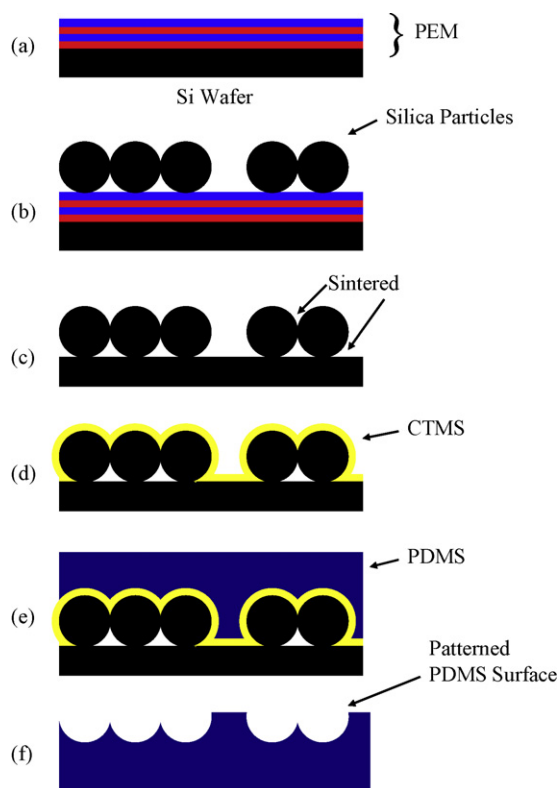 (a)
PEM
Si Wafer
Silica Particles
(b)
Sintered
(c)
CTMS
(d)
PDMS
(e)
Patterned
PDMS Surface
(f)